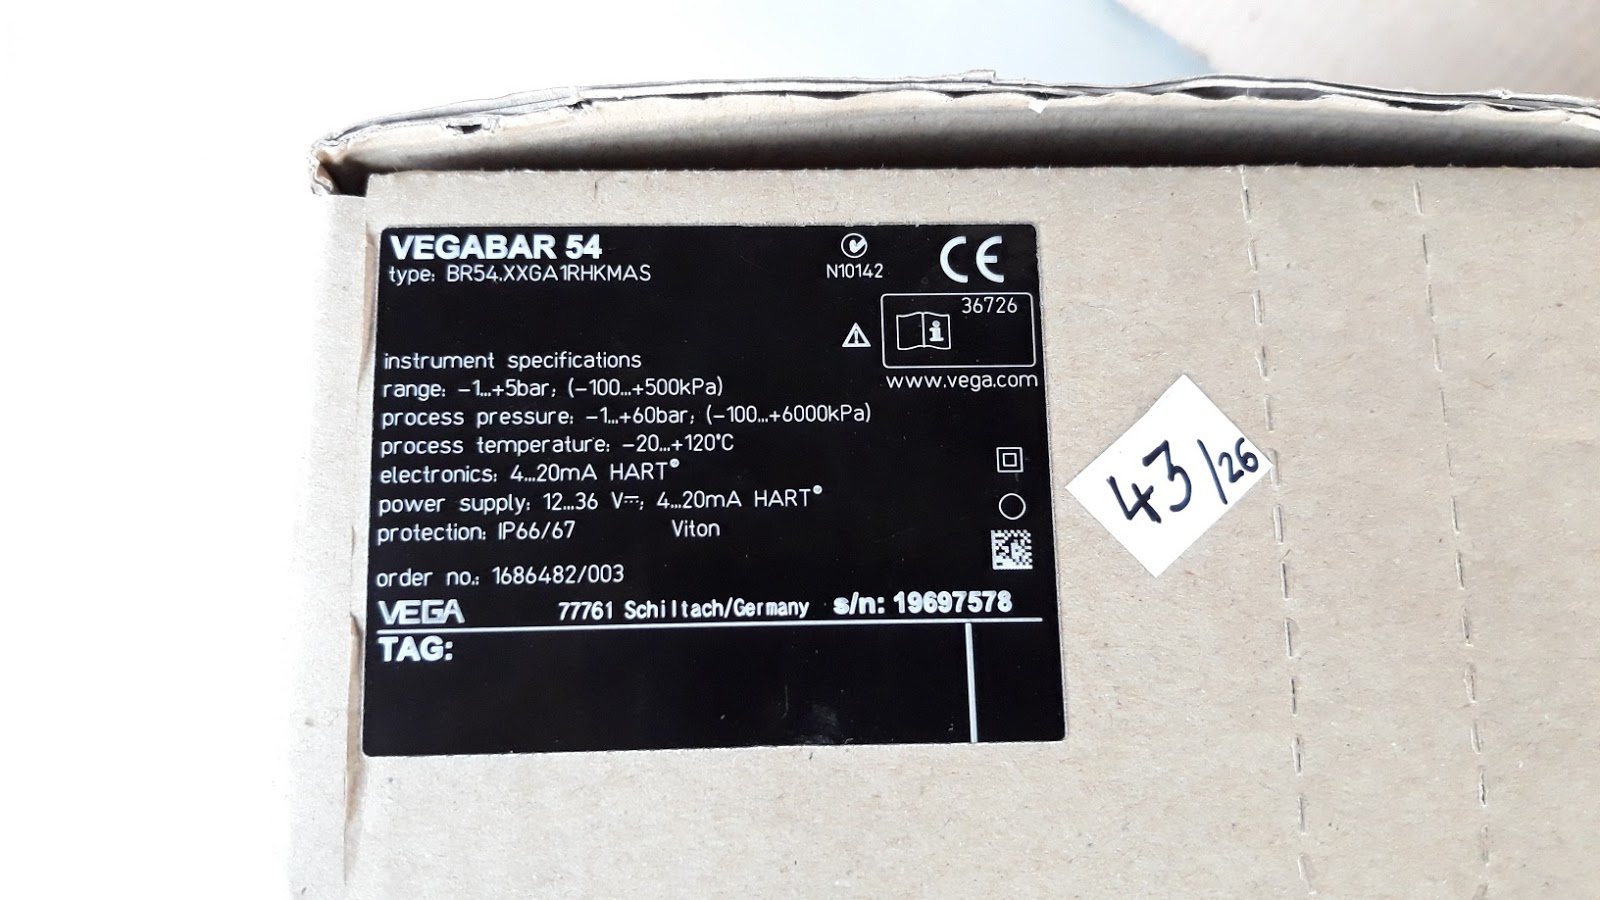 VEGABAR 54
type: BR54.XXGA1RHKMAS
N10142
CE
36726
www.vega.com
instrument specifications
range: -1...+5bar; (-100...+500kPa)
process pressure: -1...+60bar; (-100...+6000kPa)
process temperature: -20...+120°C
electronics: 4...20mA HART®
power supply: 12...36 V⎓; 4...20mA HART®
protection: IP66/67 Viton
order no.: 1686482/003
VEGA 77761 Schiltach/Germany s/n: 19697578
TAG:
43/26